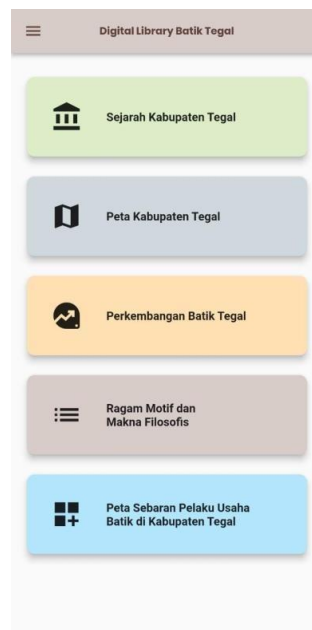 Digital Library Batik Tegal
Sejarah Kabupaten Tegal
Peta Kabupaten Tegal
Perkembangan Batik Tegal
Ragam Motif dan
Makna Filosofis
Peta Sebaran Pelaku Usaha
Batik di Kabupaten Tegal